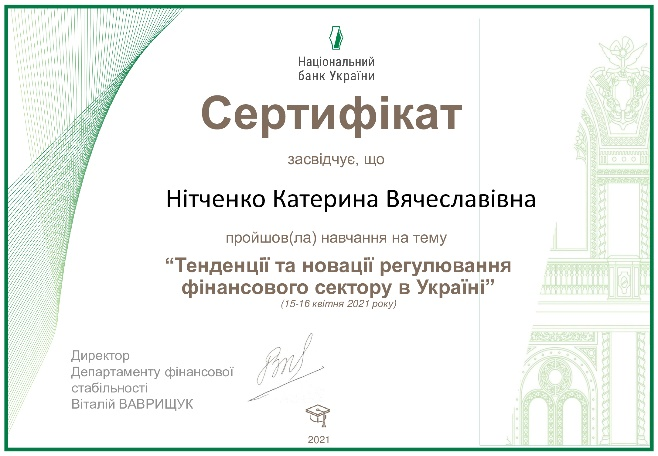 Національний
банк України
Сертифікат
засвідчує, що
Нітченко Катерина Вячеславівна
пройшов(ла) навчання на тему
“Тенденції та новації регулювання
фінансового сектору в Україні”
(15-16 квітня 2021 року)
Директор
Департаменту фінансової
стабільності
Віталій ВАВРИЩУК
2021